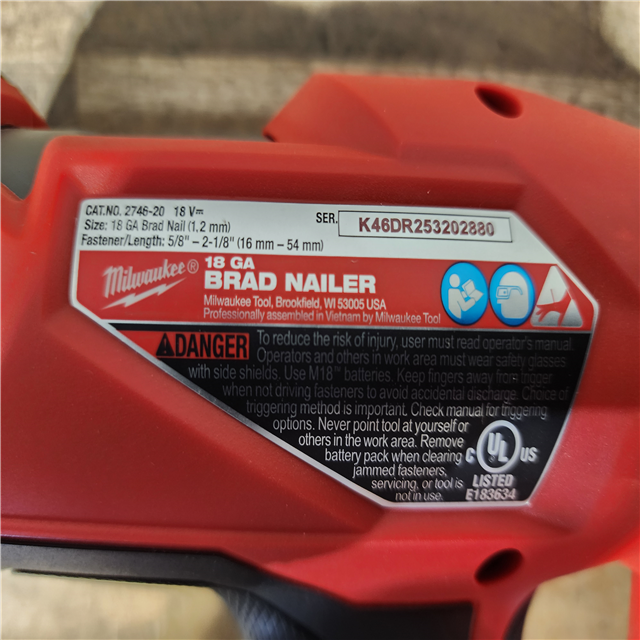 CAT.NO. 2746-20 18 V⎓
Size: 18 GA Brad Nail (1,2 mm)
Fastener/Length: 5/8" – 2-1/8" (16 mm – 54 mm)
SER. K46DR253202880
Milwaukee®
18 GA
BRAD NAILER
Milwaukee Tool, Brookfield, WI 53005 USA
Professionally assembled in Vietnam by Milwaukee Tool
DANGER
To reduce the risk of injury, user must read operator's manual.
Operators and others in work area must wear safety glasses
with side shields. Use M18™ batteries. Keep fingers away from trigger
when not driving fasteners to avoid accidental discharge. Choice of
triggering method is important. Check manual for triggering
options. Never point tool at yourself or
others in the work area. Remove
battery pack when clearing
jammed fasteners,
servicing, or tool is
not in use.
C UL US
LISTED
E183634